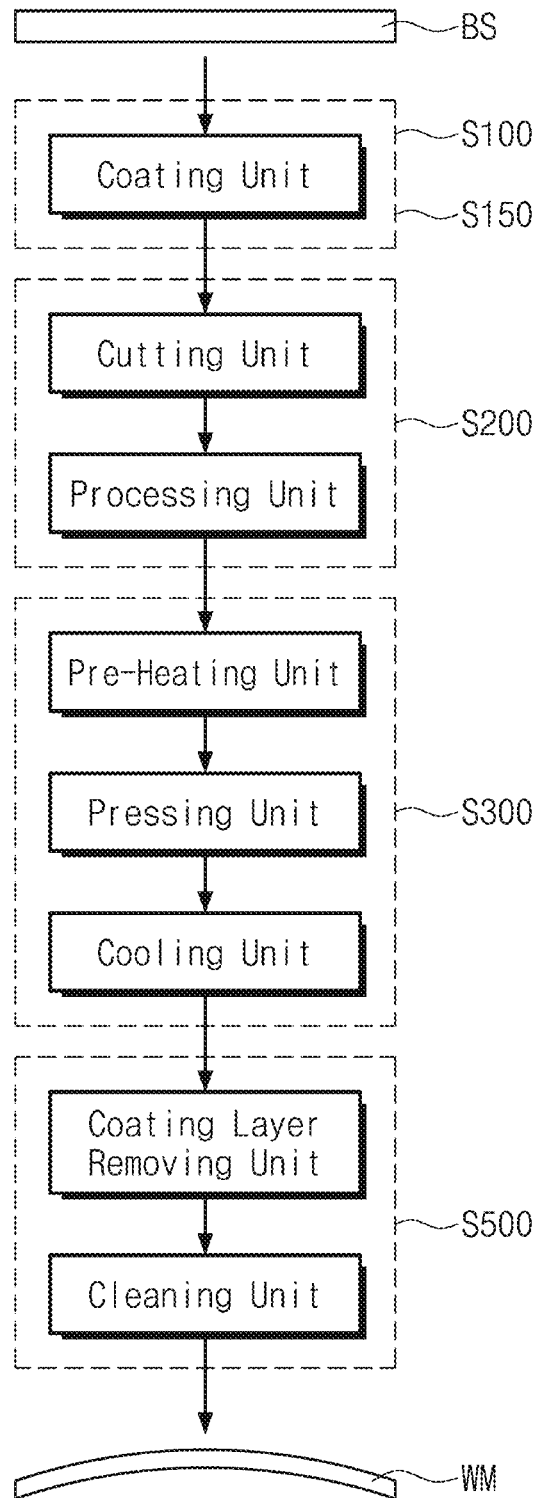 BS
S100
Coating Unit
S150
Cutting Unit
S200
Processing Unit
Pre-Heating Unit
Pressing Unit
S300
Cooling Unit
Coating Layer
Removing Unit
S500
Cleaning Unit
WM